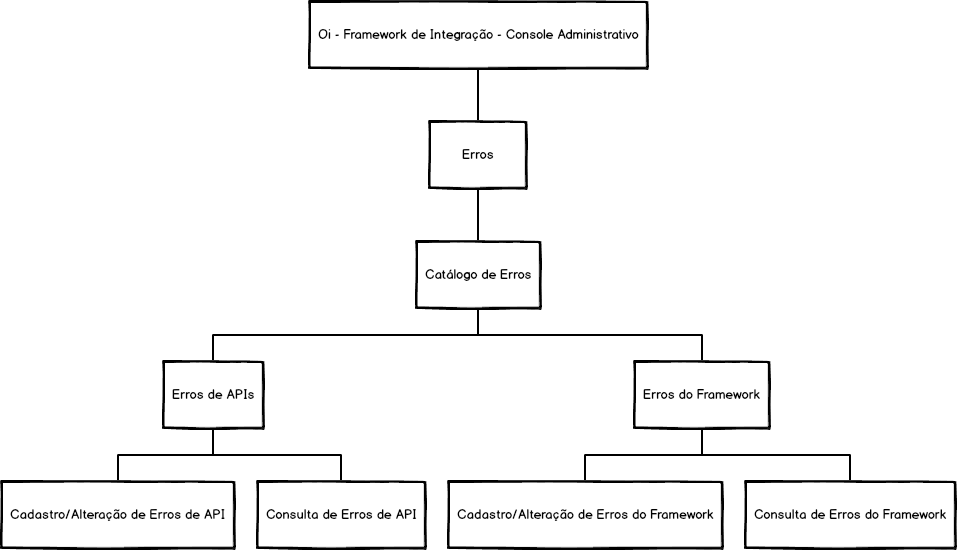 Oi - Framework de Integração - Console Administrativo
Erros
Catálogo de Erros
Erros de APIs
Erros do Framework
Cadastro/Alteração de Erros de API
Consulta de Erros de API
Cadastro/Alteração de Erros do Framework
Consulta de Erros do Framework